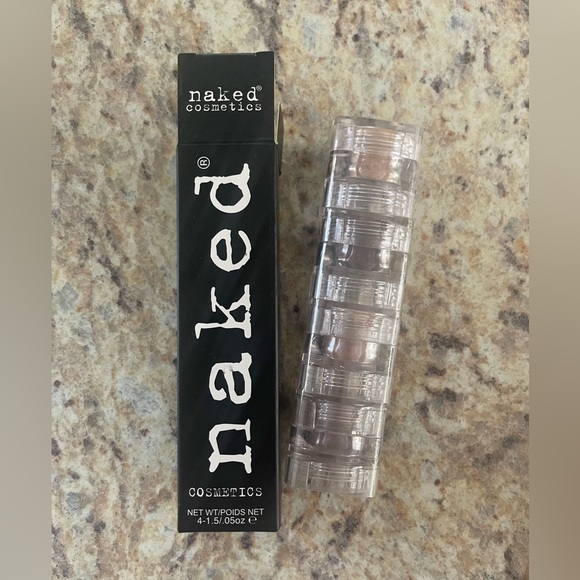 naked®
cosmetics
naked®
COSMETICS
NET WT/POIDS NET
4-1.5/.05oz ℮